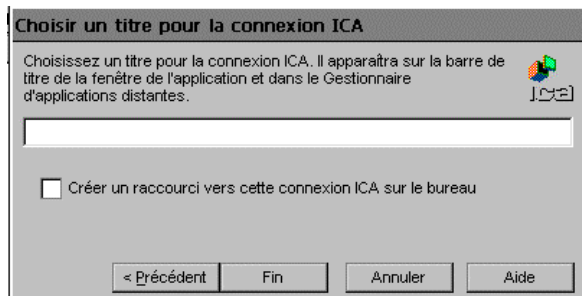 Choisir un titre pour la connexion ICA
Choisissez un titre pour la connexion ICA. Il apparaîtra sur la barre de
titre de la fenêtre de l'application et dans le Gestionnaire
d'applications distantes.
ICA
Créer un raccourci vers cette connexion ICA sur le bureau
< Précédent
Fin
Annuler
Aide